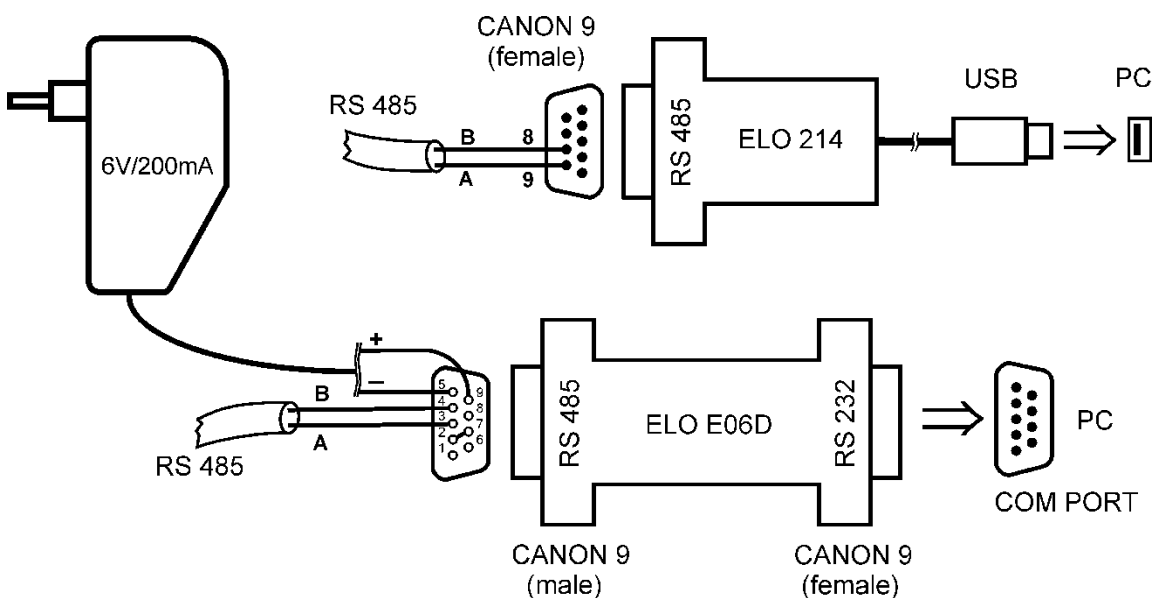 CANON 9
(female)
RS 485
B
8
A
9
RS 485
ELO 214
USB
PC
6V/200mA
+
–
B
A
RS 485
5
4
3
2
1
9
8
7
6
RS 485
ELO E06D
RS 232
PC
COM PORT
CANON 9
(male)
CANON 9
(female)